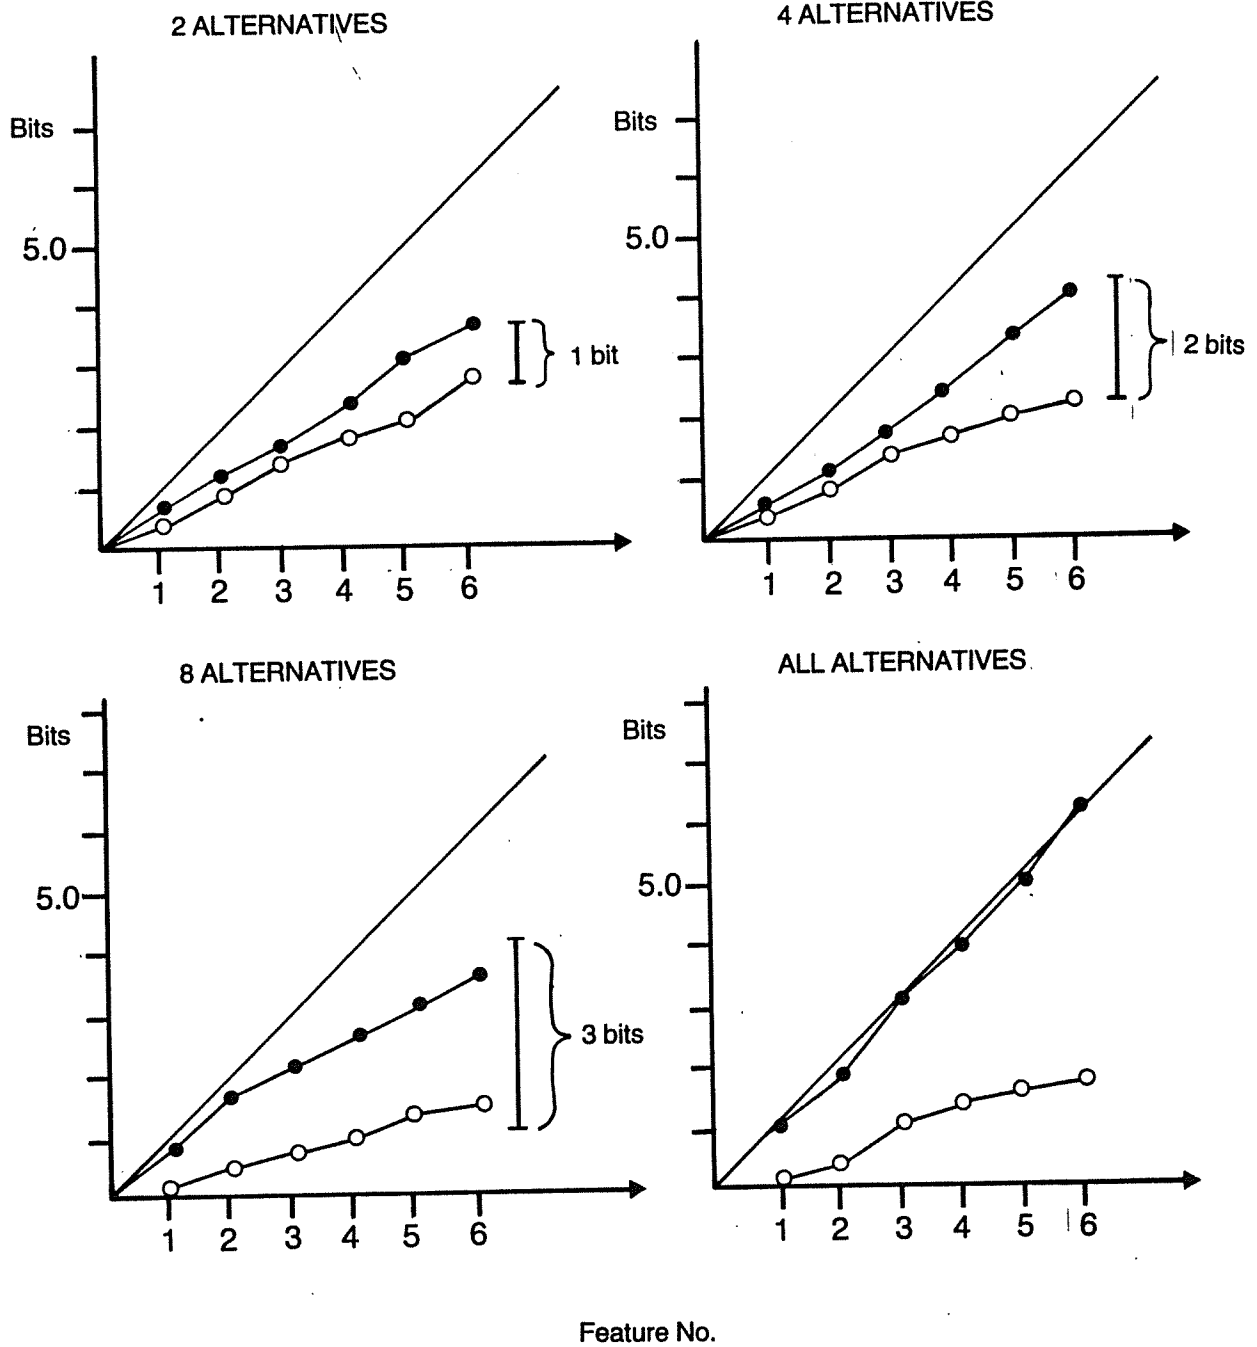 2 ALTERNATIVES
Bits
5.0
1 bit
1 2 3 4 5 6
4 ALTERNATIVES
Bits
5.0
2 bits
1 2 3 4 5 6
8 ALTERNATIVES
Bits
5.0
3 bits
1 2 3 4 5 6
ALL ALTERNATIVES
Bits
5.0
1 2 3 4 5 6
Feature No.